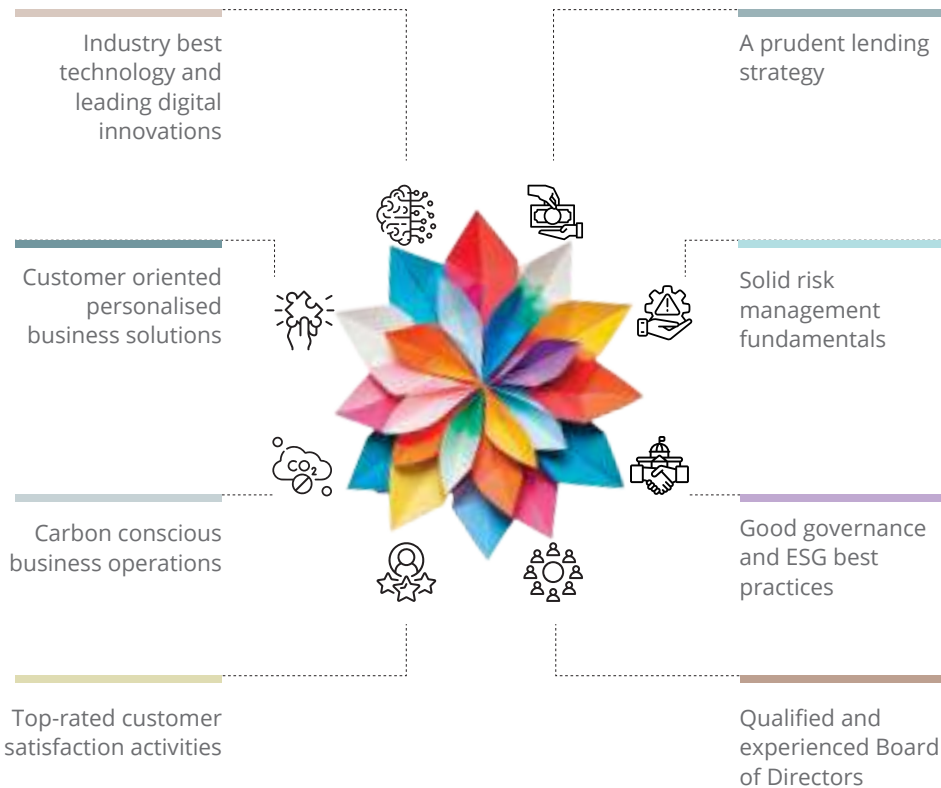 Industry best
technology and
leading digital
innovations
A prudent lending
strategy
Customer oriented
personalised
business solutions
Solid risk
management
fundamentals
CO₂
Carbon conscious
business operations
Good governance
and ESG best
practices
Top-rated customer
satisfaction activities
Qualified and
experienced Board
of Directors